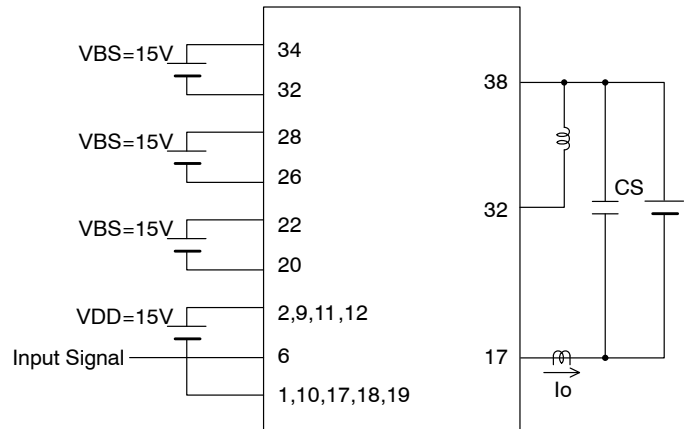 VBS=15V
34
32
VBS=15V
28
26
VBS=15V
22
20
VDD=15V
2,9,11,12
Input Signal
6
1,10,17,18,19
38
CS
32
17
Io